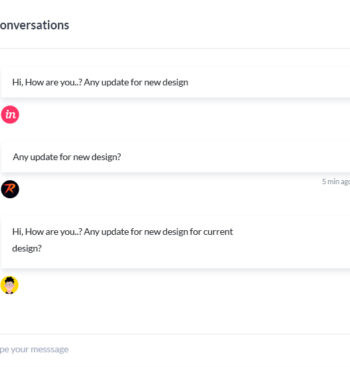 onversations
Hi, How are you..? Any update for new design
in
Any update for new design?
R
5 min ago
Hi, How are you..? Any update for new design for current
design?
pe your messsage